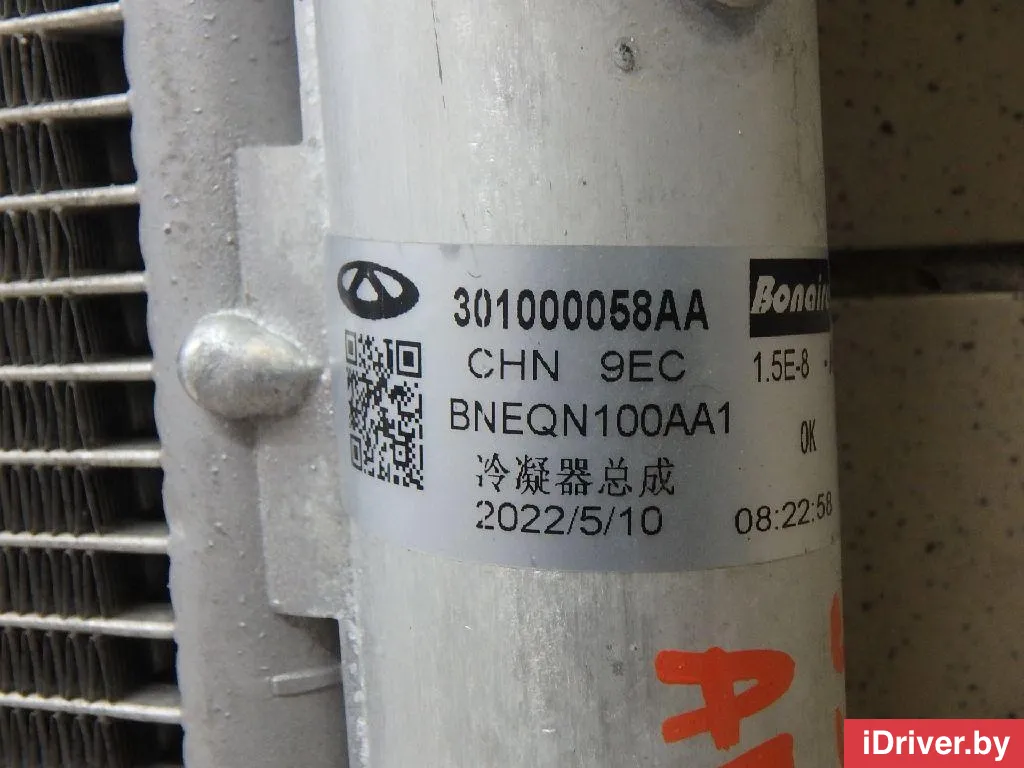 301000058AA
Bonaire
CHN 9EC
1.5E-8
BNEQN100AA1
OK
冷凝器总成
2022/5/10
08:22:58
iDriver.by